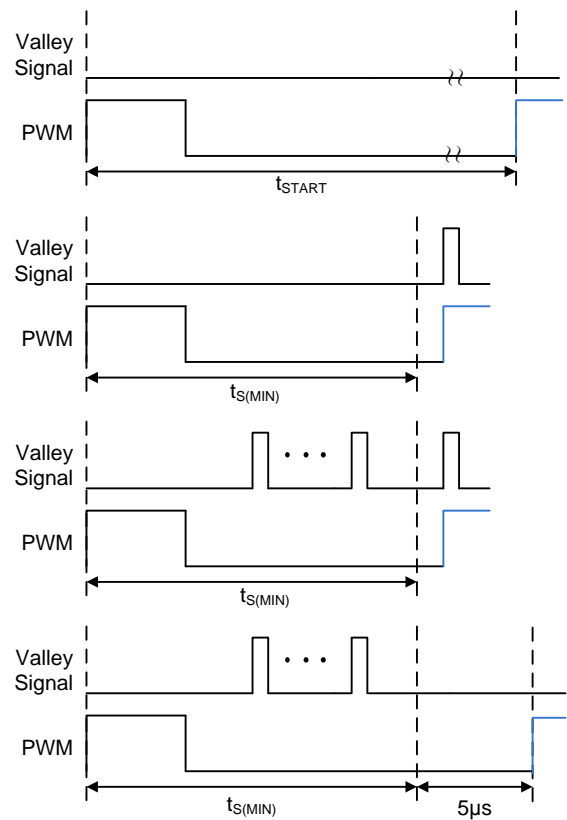 Valley
Signal
PWM
tSTART
Valley
Signal
PWM
tS(MIN)
Valley
Signal
• • •
PWM
tS(MIN)
Valley
Signal
• • •
PWM
tS(MIN)
5µs